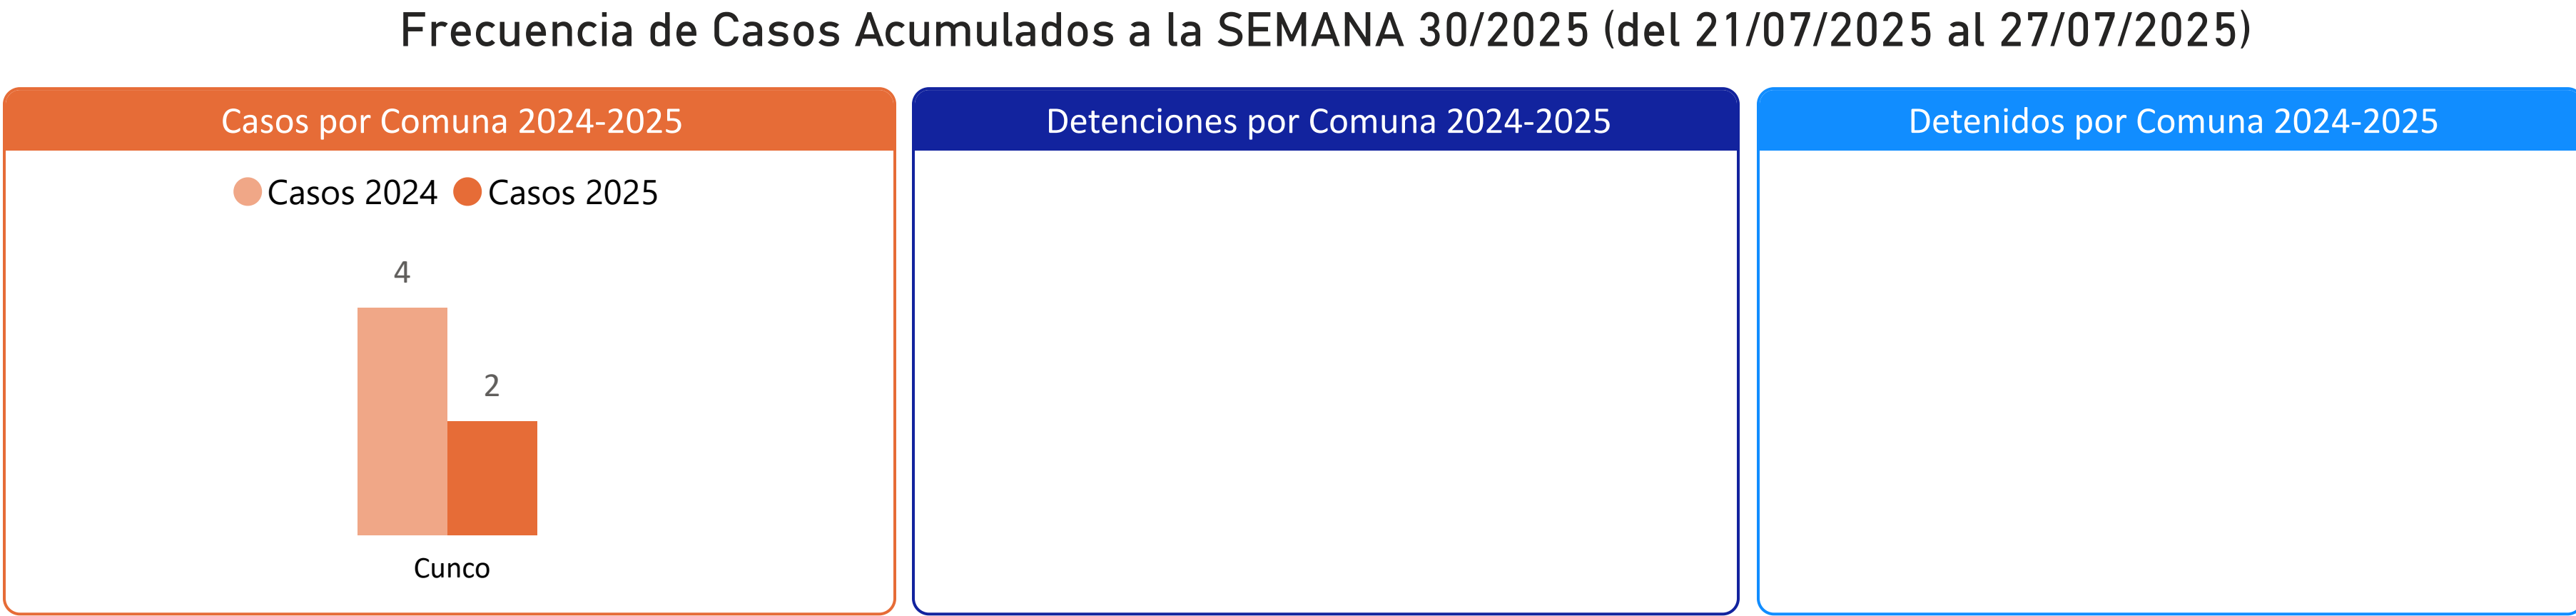 Frecuencia de Casos Acumulados a la SEMANA 30/2025 (del 21/07/2025 al 27/07/2025)
Casos por Comuna 2024-2025
Casos 2024 Casos 2025
4
2
Cunco
Detenciones por Comuna 2024-2025
Detenidos por Comuna 2024-2025